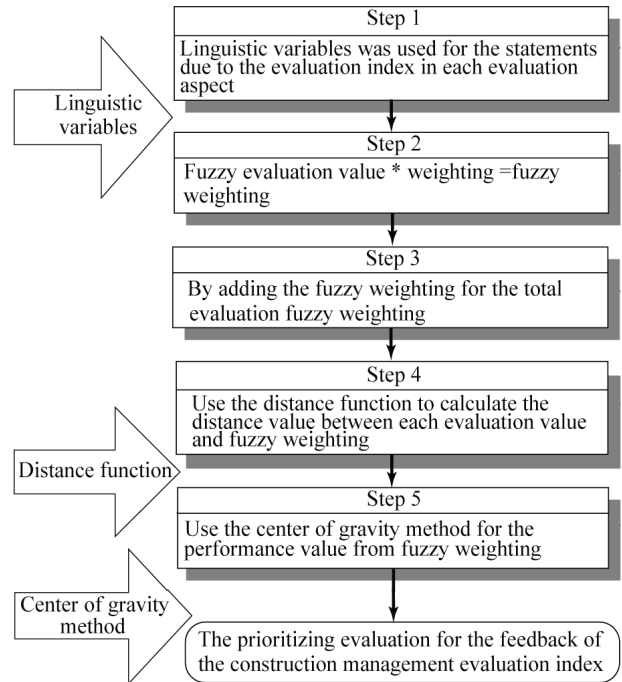 Step 1
Linguistic variables was used for the statements
due to the evaluation index in each evaluation
aspect
Linguistic
variables
Step 2
Fuzzy evaluation value * weighting =fuzzy
weighting
Step 3
By adding the fuzzy weighting for the total
evaluation fuzzy weighting
Step 4
Use the distance function to calculate the
distance value between each evaluation value
and fuzzy weighting
Distance function
Step 5
Use the center of gravity method for the
performance value from fuzzy weighting
Center of gravity
method
The prioritizing evaluation for the feedback of
the construction management evaluation index